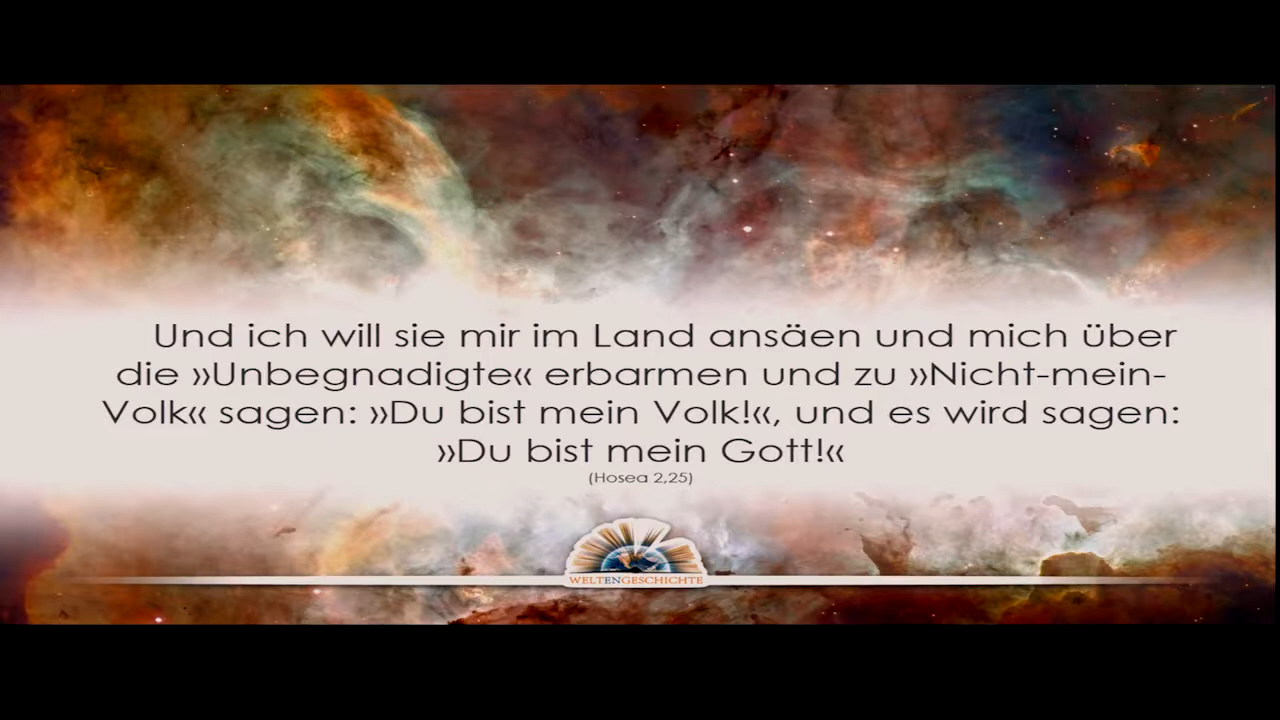 Und ich will sie mir im Land ansäen und mich über
die »Unbegnadigte« erbarmen und zu »Nicht-mein-
Volk« sagen: »Du bist mein Volk!«, und es wird sagen:
»Du bist mein Gott!«
(Hosea 2,25)
WELTENGESCHICHTE